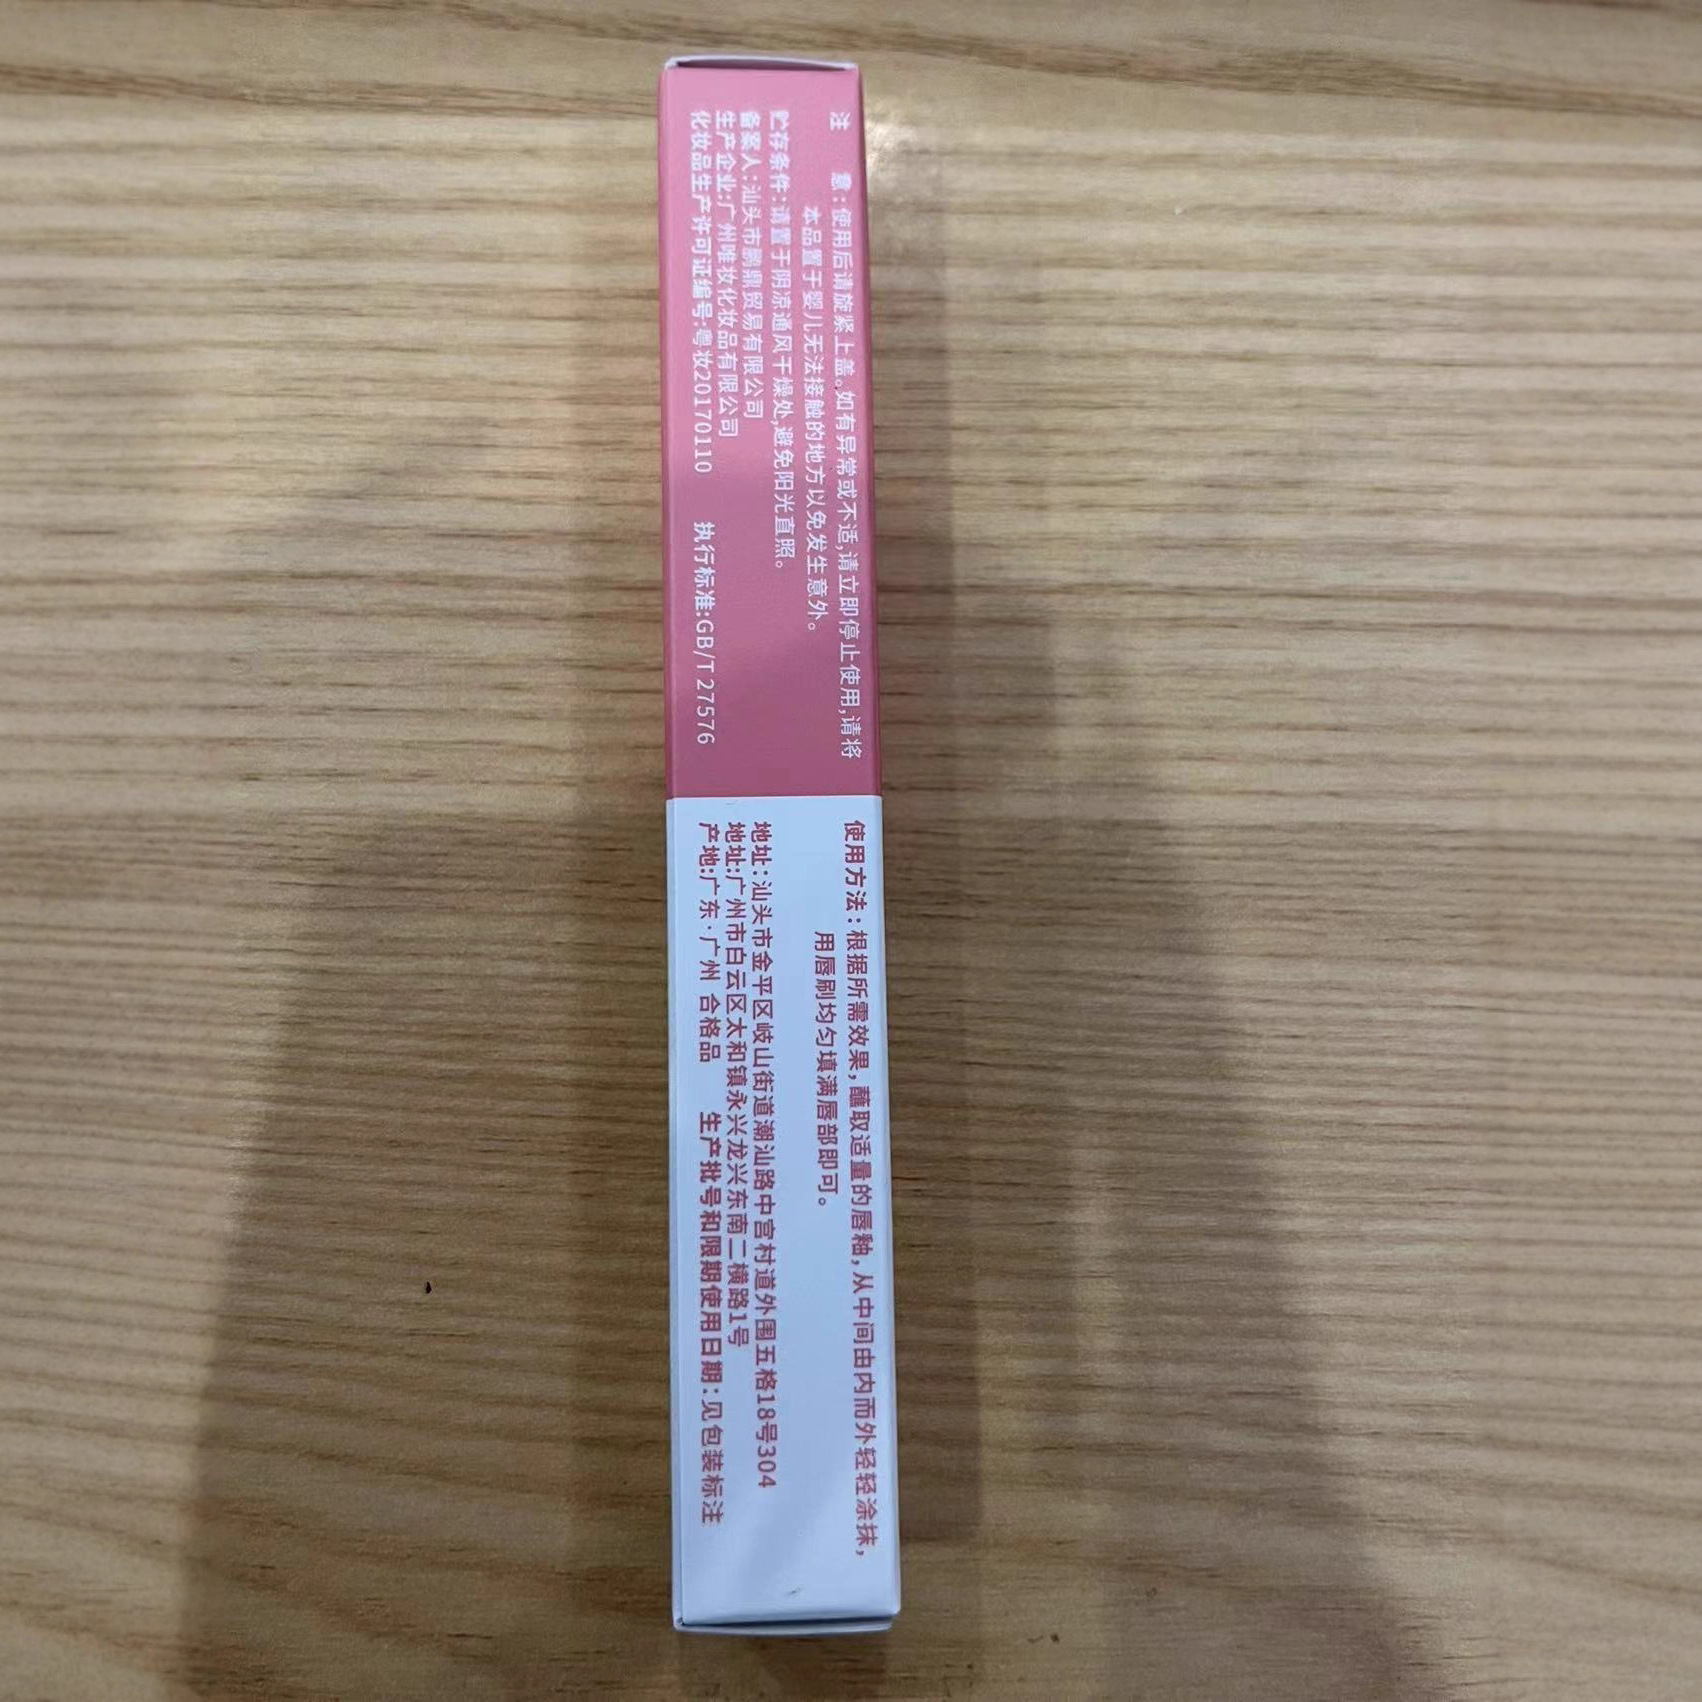 注 意：使用后请旋紧上盖。如有异常或不适，请立即停止使用，请将
本品置于婴儿无法接触的地方以免发生意外。
贮存条件：请置于阴凉通风干燥处，避免阳光直照。
备案人：汕头市鹏鼎贸易有限公司
生产企业:广州唯妆化妆品有限公司
化妆品生产许可证编号:粤妆20170110 执行标准:GB/T 27576
使用方法：根据所需效果，蘸取适量的唇釉，从中间由内而外轻轻涂抹，
用唇刷均匀填满唇部即可。
地址：汕头市金平区岐山街道潮汕路中宫村道外围五格18号304
地址:广州市白云区太和镇永兴龙兴东南二横路1号
产地:广东·广州 合格品 生产批号和限期使用日期：见包装标注